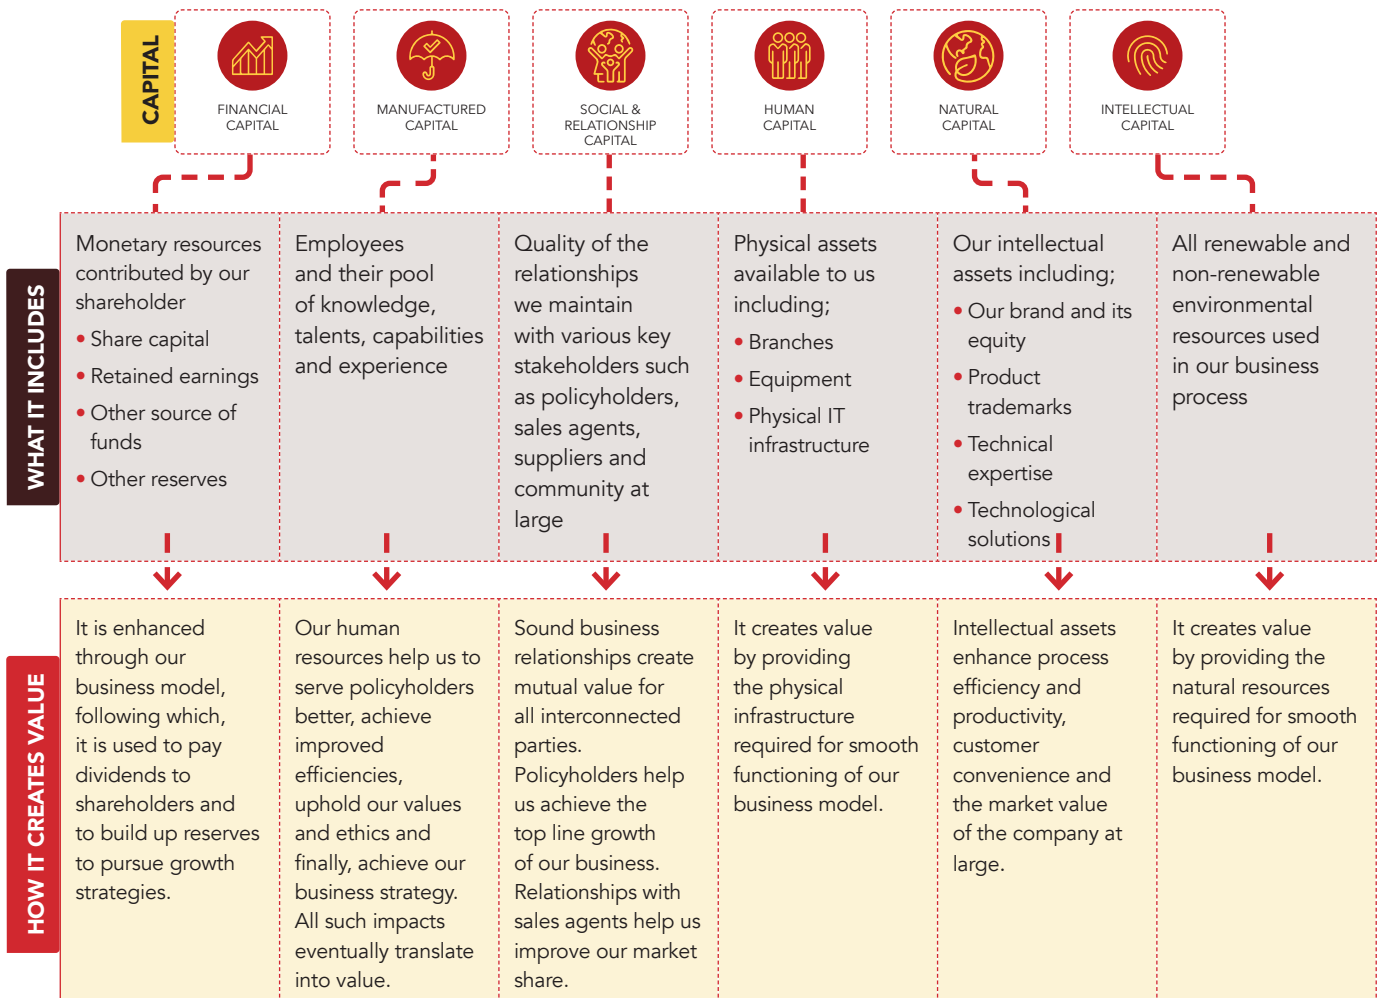 CAPITAL
FINANCIAL
CAPITAL
MANUFACTURED
CAPITAL
SOCIAL &
RELATIONSHIP
CAPITAL
HUMAN
CAPITAL
NATURAL
CAPITAL
INTELLECTUAL
CAPITAL
WHAT IT INCLUDES
Monetary resources
contributed by our
shareholder
• Share capital
• Retained earnings
• Other source of
funds
• Other reserves
Employees
and their pool
of knowledge,
talents, capabilities
and experience
Quality of the
relationships
we maintain
with various key
stakeholders such
as policyholders,
sales agents,
suppliers and
community at
large
Physical assets
available to us
including;
• Branches
• Equipment
• Physical IT
infrastructure
Our intellectual
assets including;
• Our brand and its
equity
• Product
trademarks
• Technical
expertise
• Technological
solutions
All renewable and
non-renewable
environmental
resources used
in our business
process
HOW IT CREATES VALUE
It is enhanced
through our
business model,
following which,
it is used to pay
dividends to
shareholders and
to build up reserves
to pursue growth
strategies.
Our human
resources help us to
serve policyholders
better, achieve
improved
efficiencies,
uphold our values
and ethics and
finally, achieve our
business strategy.
All such impacts
eventually translate
into value.
Sound business
relationships create
mutual value for
all interconnected
parties.
Policyholders help
us achieve the
top line growth
of our business.
Relationships with
sales agents help us
improve our market
share.
It creates value
by providing
the physical
infrastructure
required for smooth
functioning of our
business model.
Intellectual assets
enhance process
efficiency and
productivity,
customer
convenience and
the market value
of the company at
large.
It creates value
by providing the
natural resources
required for smooth
functioning of our
business model.